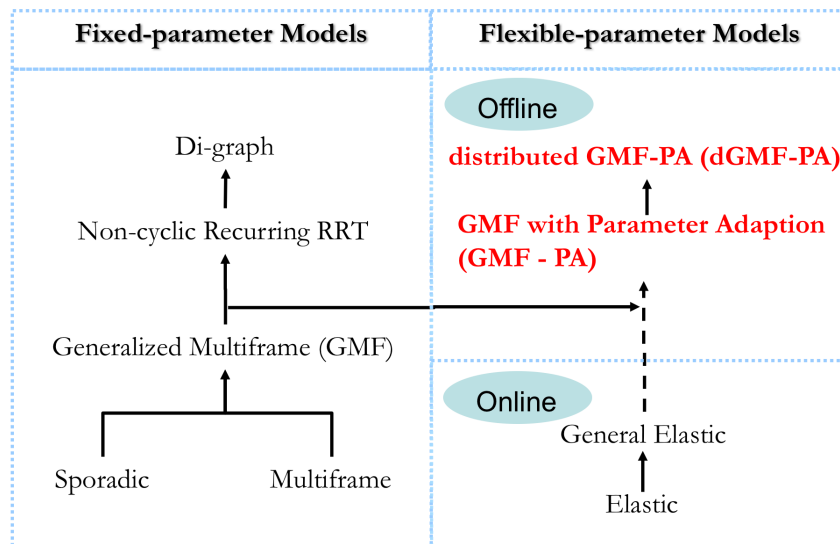 Fixed-parameter Models
Flexible-parameter Models
Offline
Di-graph
distributed GMF-PA (dGMF-PA)
Non-cyclic Recurring RRT
GMF with Parameter Adaption
(GMF - PA)
Generalized Multiframe (GMF)
Online
General Elastic
Sporadic
Multiframe
Elastic